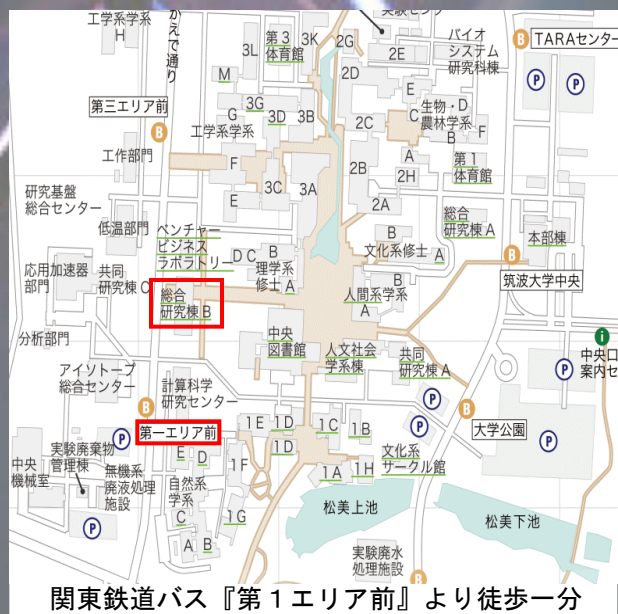 工学系学系
H
かえで通り
3L
第３
体育館
3K
2G
2E
バイオ
システム
研究科棟
B
TARAセンター
P
P
M
3G
G
工学系学系
3D
3B
2D
2C
E
生物・
農林学系
D
C
B
F
第三エリア前
B
工作部門
F
E
3C
3A
2B
A
2H
2A
第１
体育館
研究基盤
総合センター
低温部門
ベンチャー
ビジネス
ラボラトリー
D
C
B
理学系
修士
A
B
文化系修士
A
総合
研究棟A
本部棟
B
筑波大学中央
応用加速器
部門
共同
研究棟C
総合
研究棟B
B
人間系学系
A
分析部門
中央
図書館
人文社会
学系棟
共同
研究棟A
i
中央口
案内セ
アイソトープ
総合センター
計算科学
研究センター
P
P
P
B
第一エリア前
B
大学公園
P
1E
1D
1D
1C
1B
実験廃棄物
管理棟
P
中央
機械室
無機系
廃液処理
施設
P
E
D
自然系
学系
C
A
B
1F
1G
1A
1H
文化系
サークル館
松美上池
松美下池
実験廃水
処理施設
B
関東鉄道バス『第１エリア前』より徒歩一分